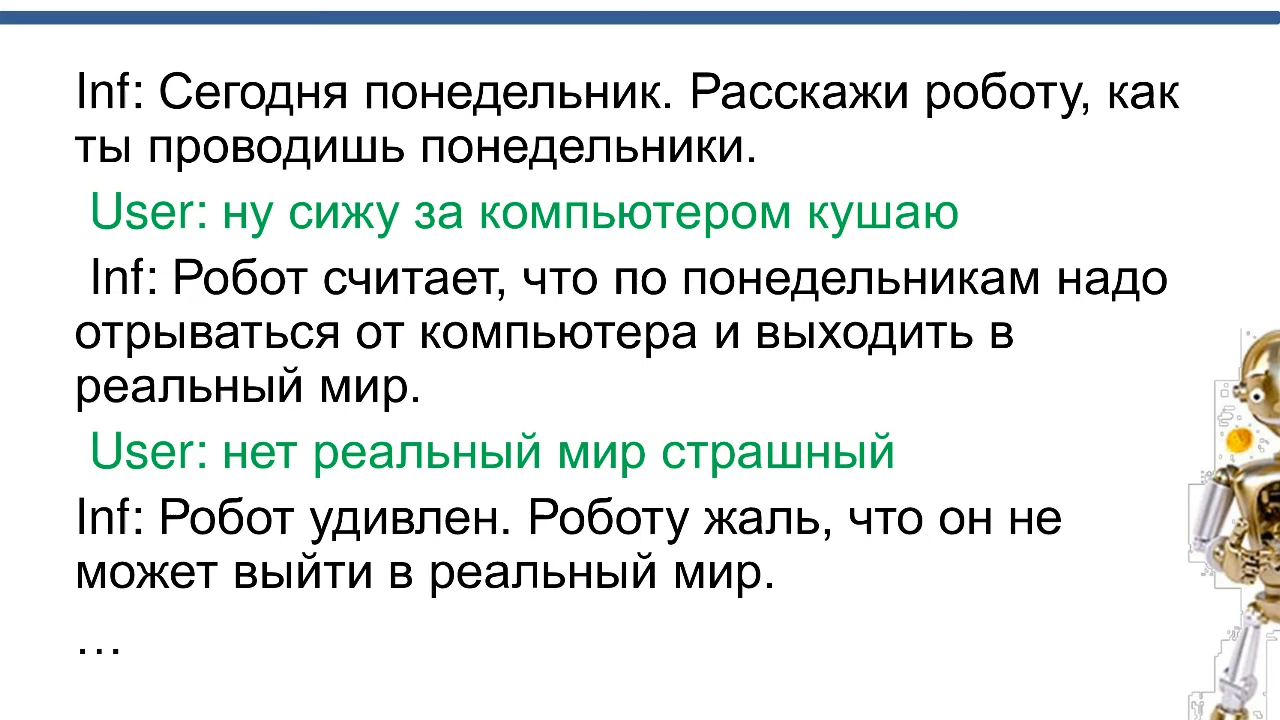 Inf: Сегодня понедельник. Расскажи роботу, как
ты проводишь понедельники.
User: ну сижу за компьютером кушаю
Inf: Робот считает, что по понедельникам надо
отрываться от компьютера и выходить в
реальный мир.
User: нет реальный мир страшный
Inf: Робот удивлен. Роботу жаль, что он не
может выйти в реальный мир.
…